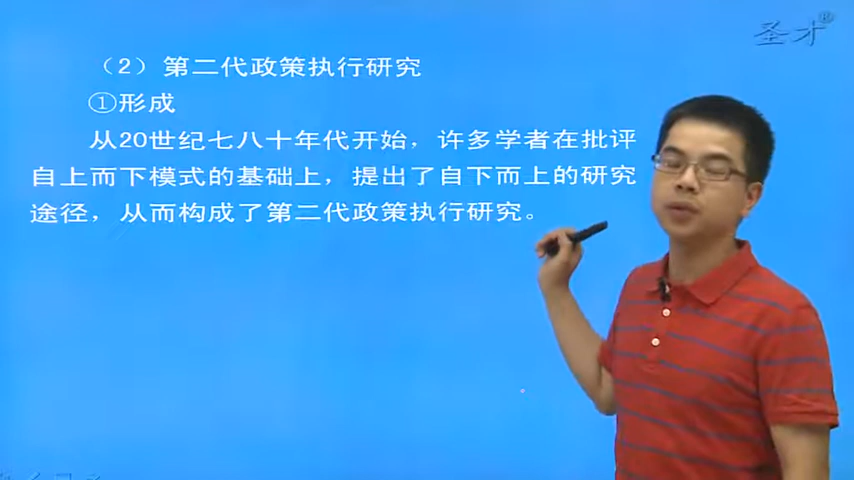 圣才®
（2）第二代政策执行研究
①形成
从20世纪七八十年代开始，许多学者在批评
自上而下模式的基础上，提出了自下而上的研究
途径，从而构成了第二代政策执行研究。